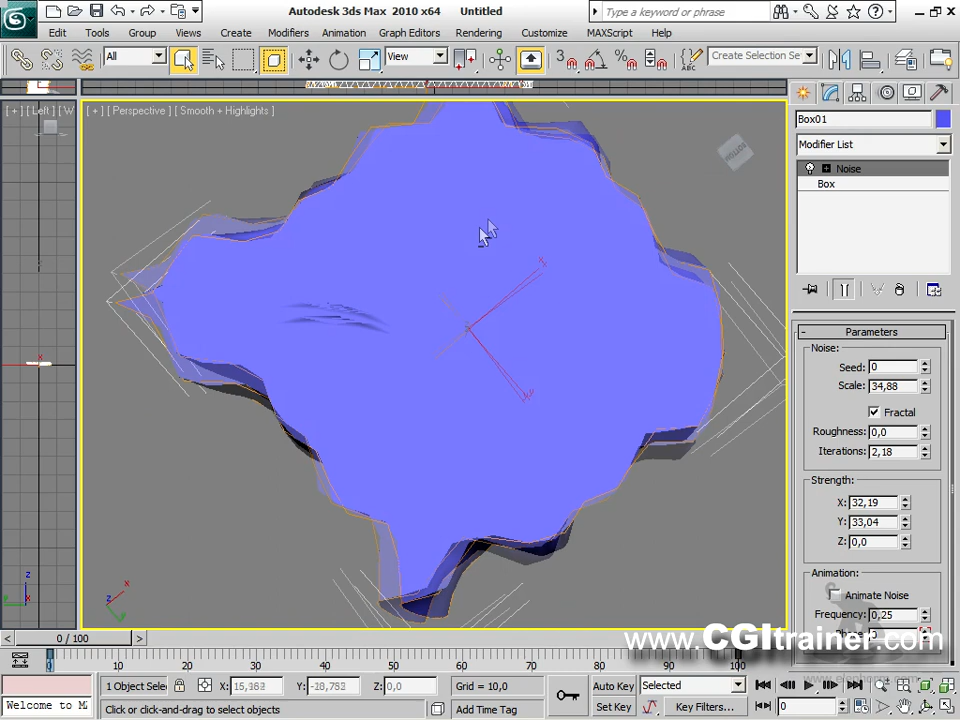 Autodesk 3ds Max 2010 x64 Untitled
Type a keyword or phrase
Edit Tools Group Views Create Modifiers Animation Graph Editors Rendering Customize MAXScript Help
All View Create Selection Se
[ + ] [ Left ] [ W
[ + ] [ Perspective ] [ Smooth + Highlights ]
Box01
Modifier List
BOTTOM
Noise
Box
Parameters
Noise:
Seed: 0
Scale: 34,88
Fractal
Roughness: 0,0
Iterations: 2,18
Strength:
X: 32,19
Y: 33,04
Z: 0,0
Animation:
Animate Noise
Frequency: 0,25
www.CGItrainer.com
0 / 100
0 10 20 30 40 50 60 70 80 90 100
1 Object Selec X: Y: Z: 0,0 Grid = 10,0 Auto Key Selected
Welcome to M Click or click-and-drag to select objects Add Time Tag Set Key Key Filters... 0